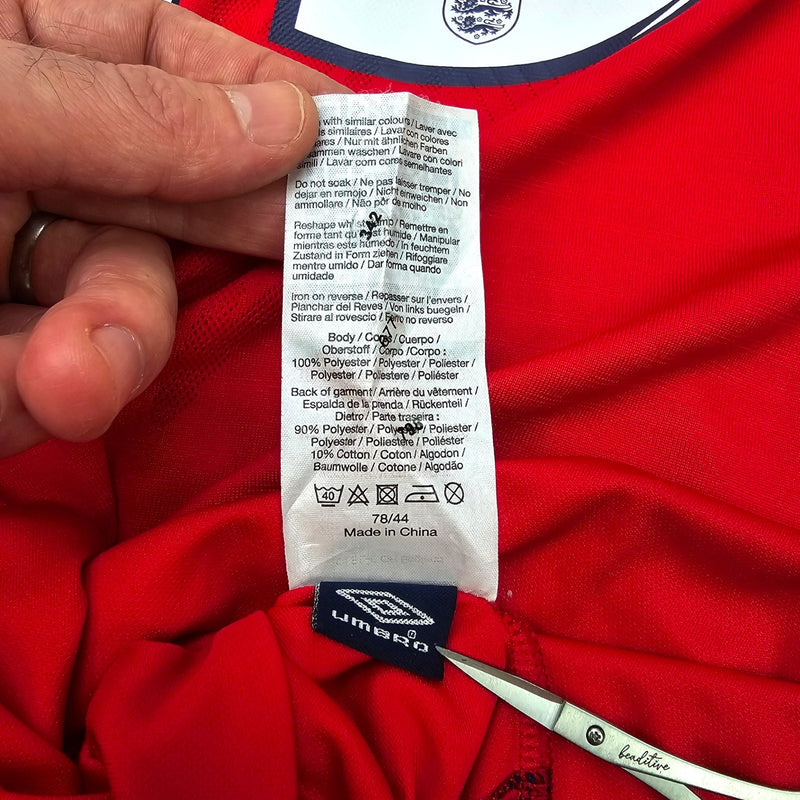 with similar colours / Laver avec
similaires / Lavar con colores
/ Nur mit ähnlichen Farben
waschen / Lavare con colori
simili / Lavar com cores semelhantes
Do not soak / Ne pas laisser tremper / No
dejar en remojo / Nicht einweichen / Non
ammollare / Não pôr de molho
342
Reshape whilst damp / Remettre en
forme tant qu'il est humide / Manipular
mientras este humedo / in feuchtem
Zustand in Form ziehen / Rifoggiare
mentre umido / Dar forma quando
umidade
Iron on reverse / Repasser sur l'envers /
Planchar del Reves / Von links buegeln /
Stirare al rovescio / Ferro no reverso
Body / Corps / Cuerpo /
Oberstoff / Corpo / Corpo :
100% Polyester / Polyester / Poliester /
Polyester / Poliestere / Poliéster
Back of garment / Arrière du vêtement /
Espalda de la prenda / Rückenteil /
Dietro / Parte traseira :
90% Polyester / Polyester / Poliester /
Polyester / Poliestere / Poliéster
10% Cotton / Coton / Algodon /
Baumwolle / Cotone / Algodão
40
78/44
Made in China
UMBRO
beaditive